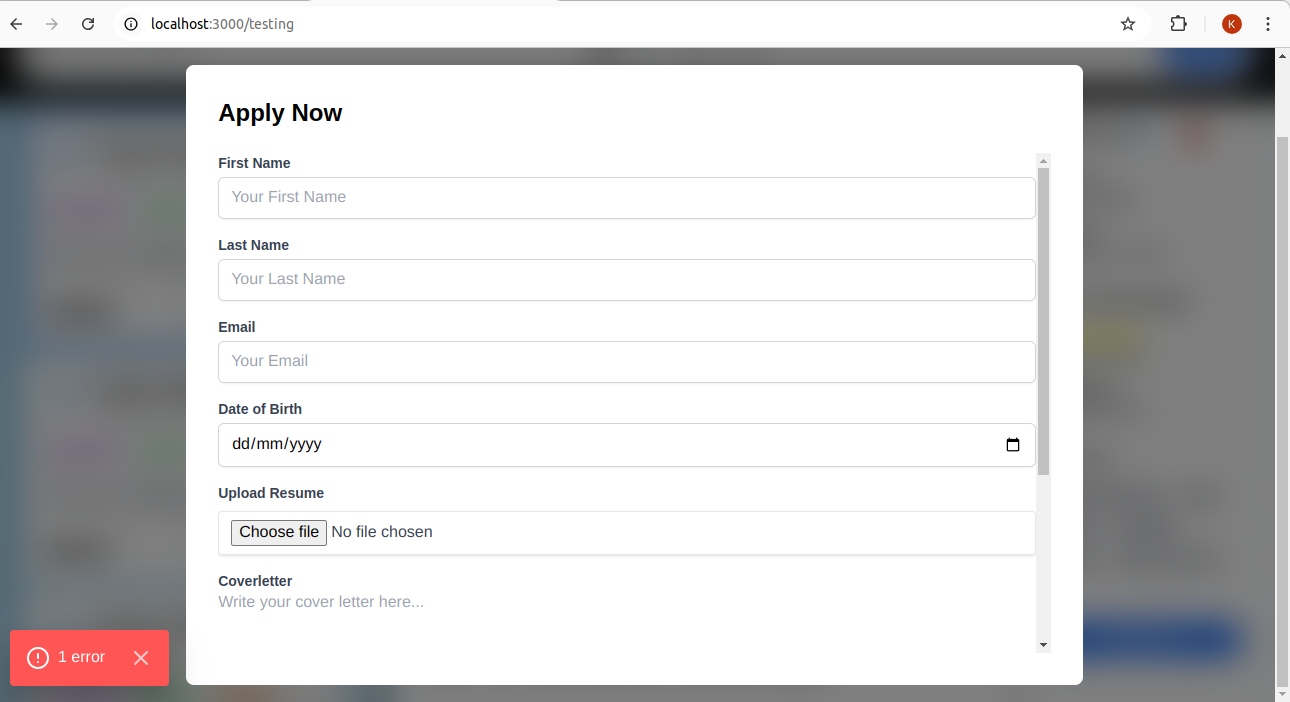 localhost:3000/testing
K
Apply Now
First Name
Your First Name
Last Name
Your Last Name
Email
Your Email
Date of Birth
dd/mm/yyyy
Upload Resume
Choose file No file chosen
Coverletter
Write your cover letter here...
1 error